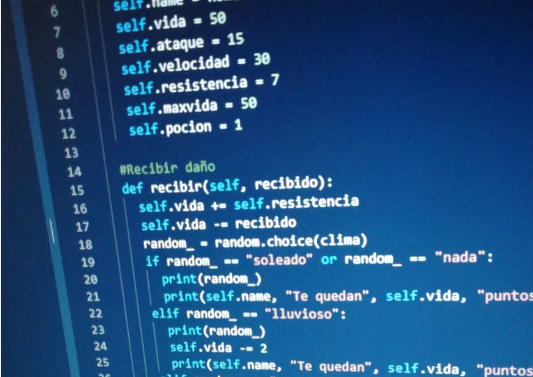 6 self.name =
7 self.vida = 50
8 self.ataque = 15
9 self.velocidad = 30
10 self.resistencia = 7
11 self.maxvida = 50
12 self.pocion = 1
13
14 #Recibir daño
15 def recibir(self, recibido):
16 self.vida += self.resistencia
17 self.vida -= recibido
18 random_ = random.choice(clima)
19 if random_ == "soleado" or random_ == "nada":
20 print(random_)
21 print(self.name, "Te quedan", self.vida, "puntos
22 elif random_ == "lluvioso":
23 print(random_)
24 self.vida -= 2
25 print(self.name, "Te quedan", self.vida, "puntos